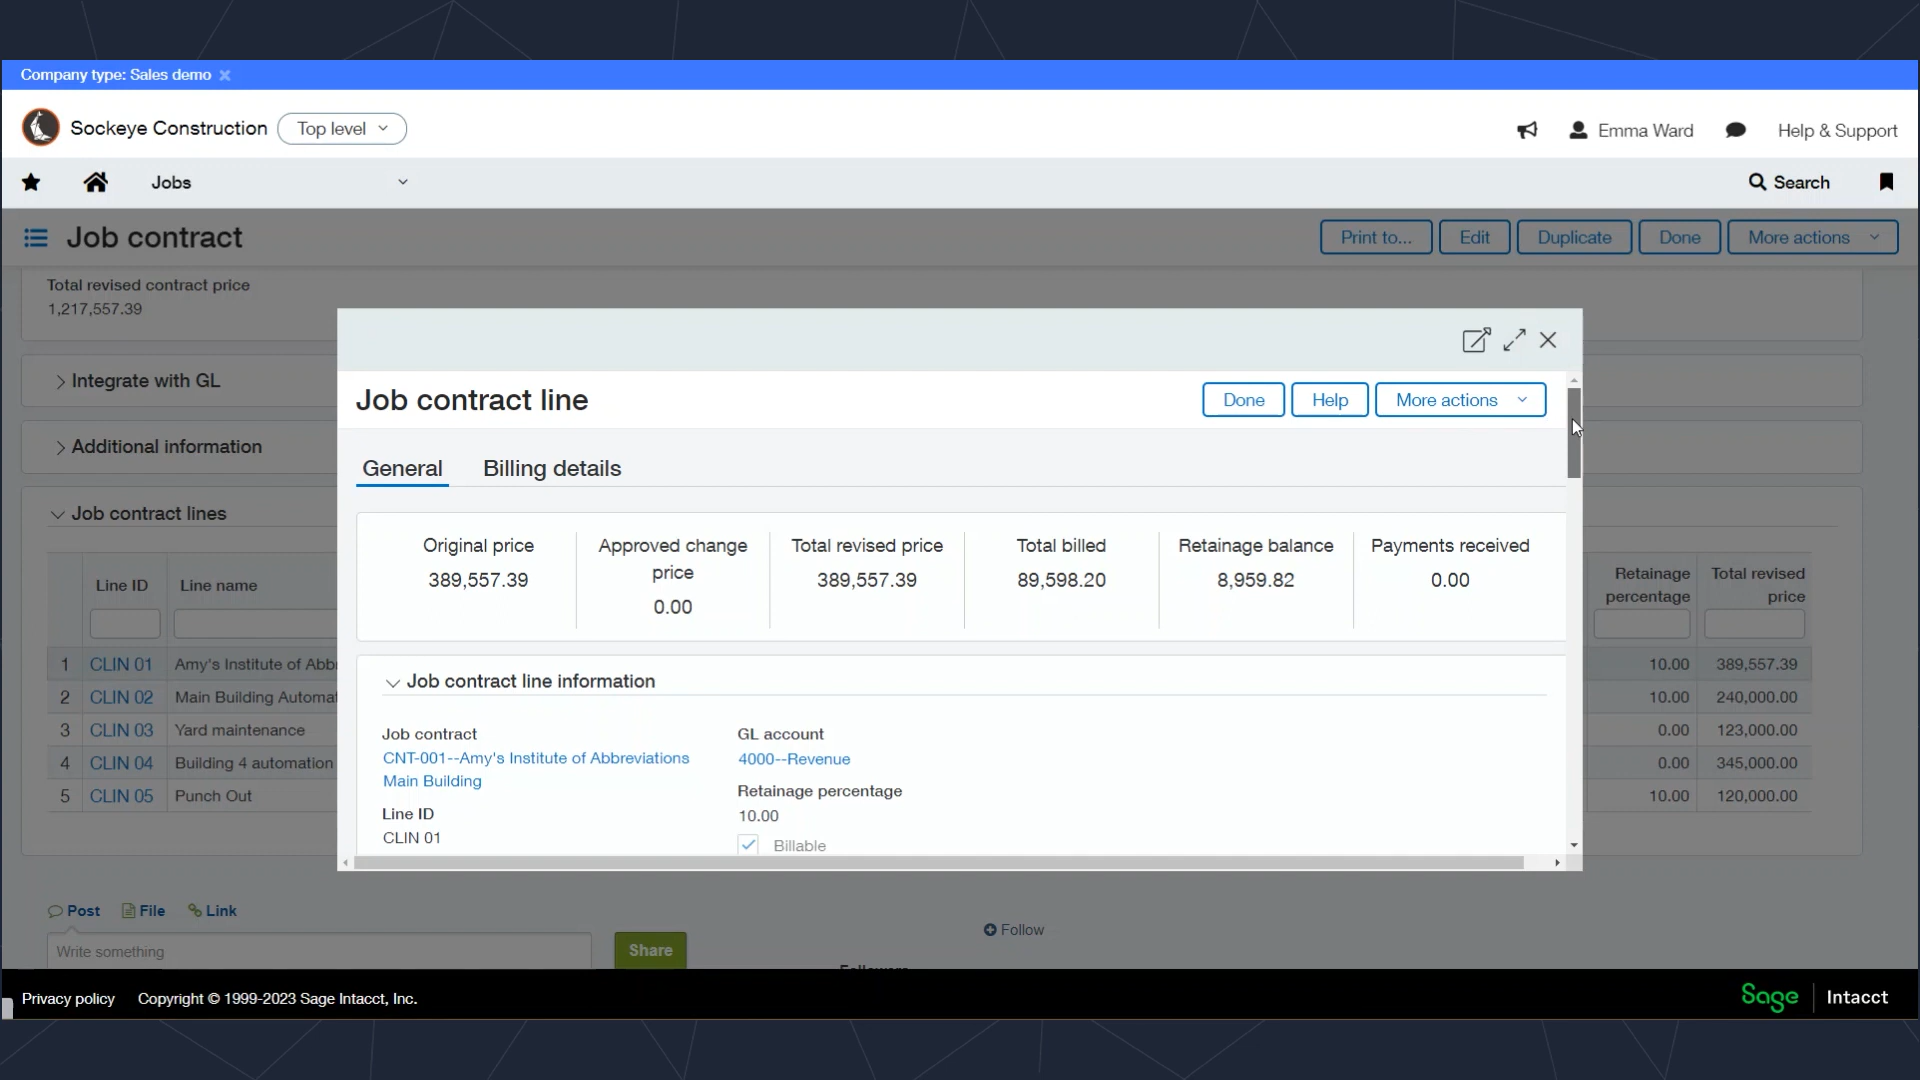 Company type: Sales demo
Sockeye Construction
Top level
Emma Ward
Help & Support
Jobs
Search
Job contract
Print to...
Edit
Duplicate
Done
More actions
Total revised contract price
1,217,557.39
Integrate with GL
Additional information
Job contract lines
Line ID
Line name
Retainage percentage
Total revised price
1 CLIN 01 Amy's Institute of Abb 10.00 389,557.39
2 CLIN 02 Main Building Automa 10.00 240,000.00
3 CLIN 03 Yard maintenance 0.00 123,000.00
4 CLIN 04 Building 4 automation 0.00 345,000.00
5 CLIN 05 Punch Out 10.00 120,000.00
Job contract line
Done
Help
More actions
General
Billing details
Original price
389,557.39
Approved change
price
0.00
Total revised price
389,557.39
Total billed
89,598.20
Retainage balance
8,959.82
Payments received
0.00
Job contract line information
Job contract
CNT-001--Amy's Institute of Abbreviations
Main Building
Line ID
CLIN 01
GL account
4000--Revenue
Retainage percentage
10.00
Billable
Post
File
Link
Write something
Share
Follow
Privacy policy
Copyright © 1999-2023 Sage Intacct, Inc.
Sage
Intacct